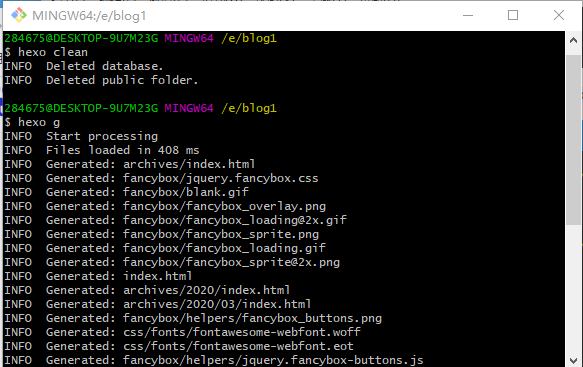 MINGW64:/e/blog1
284675@DESKTOP-9U7M23G MINGW64 /e/blog1
$ hexo clean
INFO  Deleted database.
INFO  Deleted public folder.
284675@DESKTOP-9U7M23G MINGW64 /e/blog1
$ hexo g
INFO  Start processing
INFO  Files loaded in 408 ms
INFO  Generated: archives/index.html
INFO  Generated: fancybox/jquery.fancybox.css
INFO  Generated: fancybox/blank.gif
INFO  Generated: fancybox/fancybox_overlay.png
INFO  Generated: fancybox/fancybox_loading@2x.gif
INFO  Generated: fancybox/fancybox_sprite.png
INFO  Generated: fancybox/fancybox_loading.gif
INFO  Generated: fancybox/fancybox_sprite@2x.png
INFO  Generated: index.html
INFO  Generated: archives/2020/index.html
INFO  Generated: archives/2020/03/index.html
INFO  Generated: fancybox/helpers/fancybox_buttons.png
INFO  Generated: css/fonts/fontawesome-webfont.woff
INFO  Generated: css/fonts/fontawesome-webfont.eot
INFO  Generated: fancybox/helpers/jquery.fancybox-buttons.js